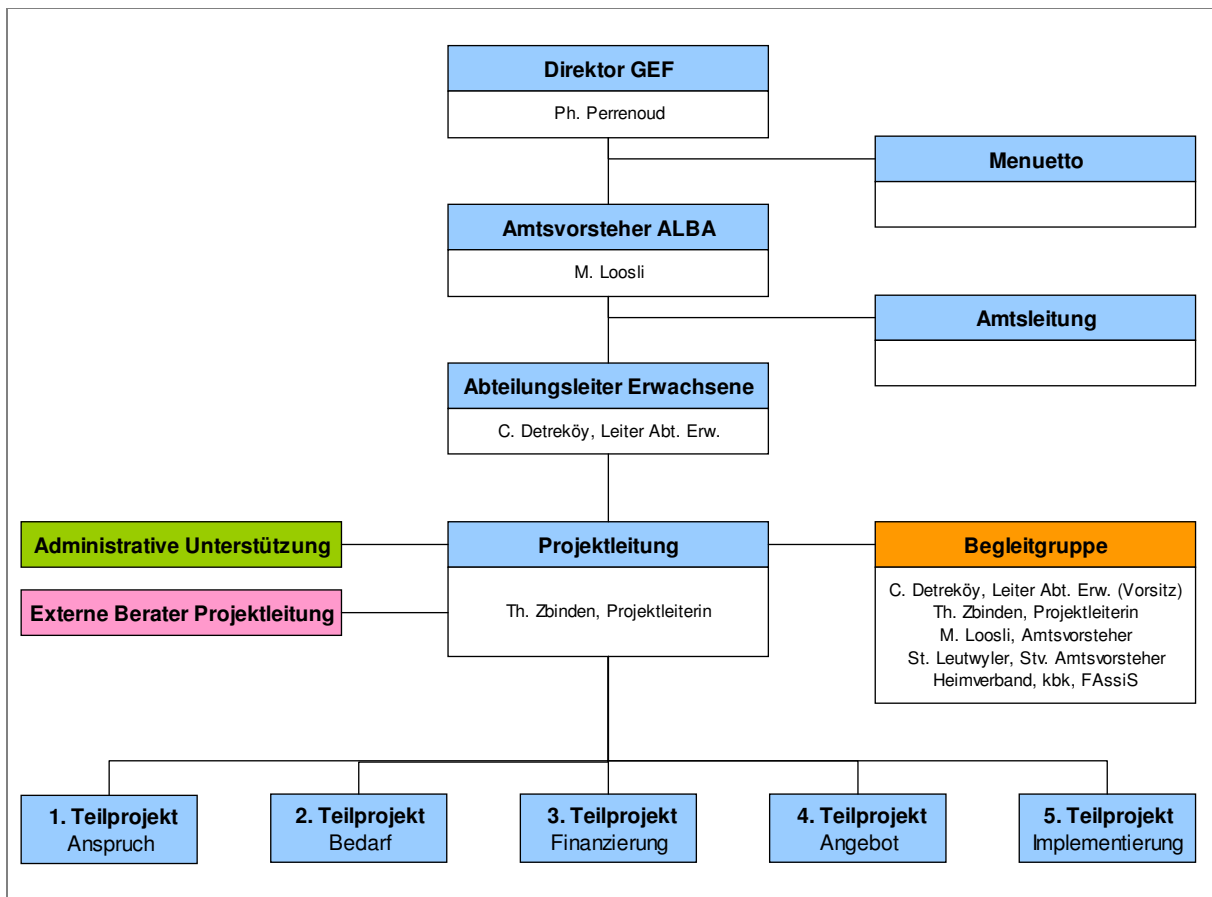 Direktor GEF
Ph. Perrenoud
Menuetto
Amtsvorsteher ALBA
M. Loosli
Amtsleitung
Abteilungsleiter Erwachsene
C. Detreköy, Leiter Abt. Erw.
Administrative Unterstützung
Externe Berater Projektleitung
Projektleitung
Th. Zbinden, Projektleiterin
Begleitgruppe
C. Detreköy, Leiter Abt. Erw. (Vorsitz)
Th. Zbinden, Projektleiterin
M. Loosli, Amtsvorsteher
St. Leutwyler, Stv. Amtsvorsteher
Heimverband, kbk, FAssiS
1. Teilprojekt
Anspruch
2. Teilprojekt
Bedarf
3. Teilprojekt
Finanzierung
4. Teilprojekt
Angebot
5. Teilprojekt
Implementierung